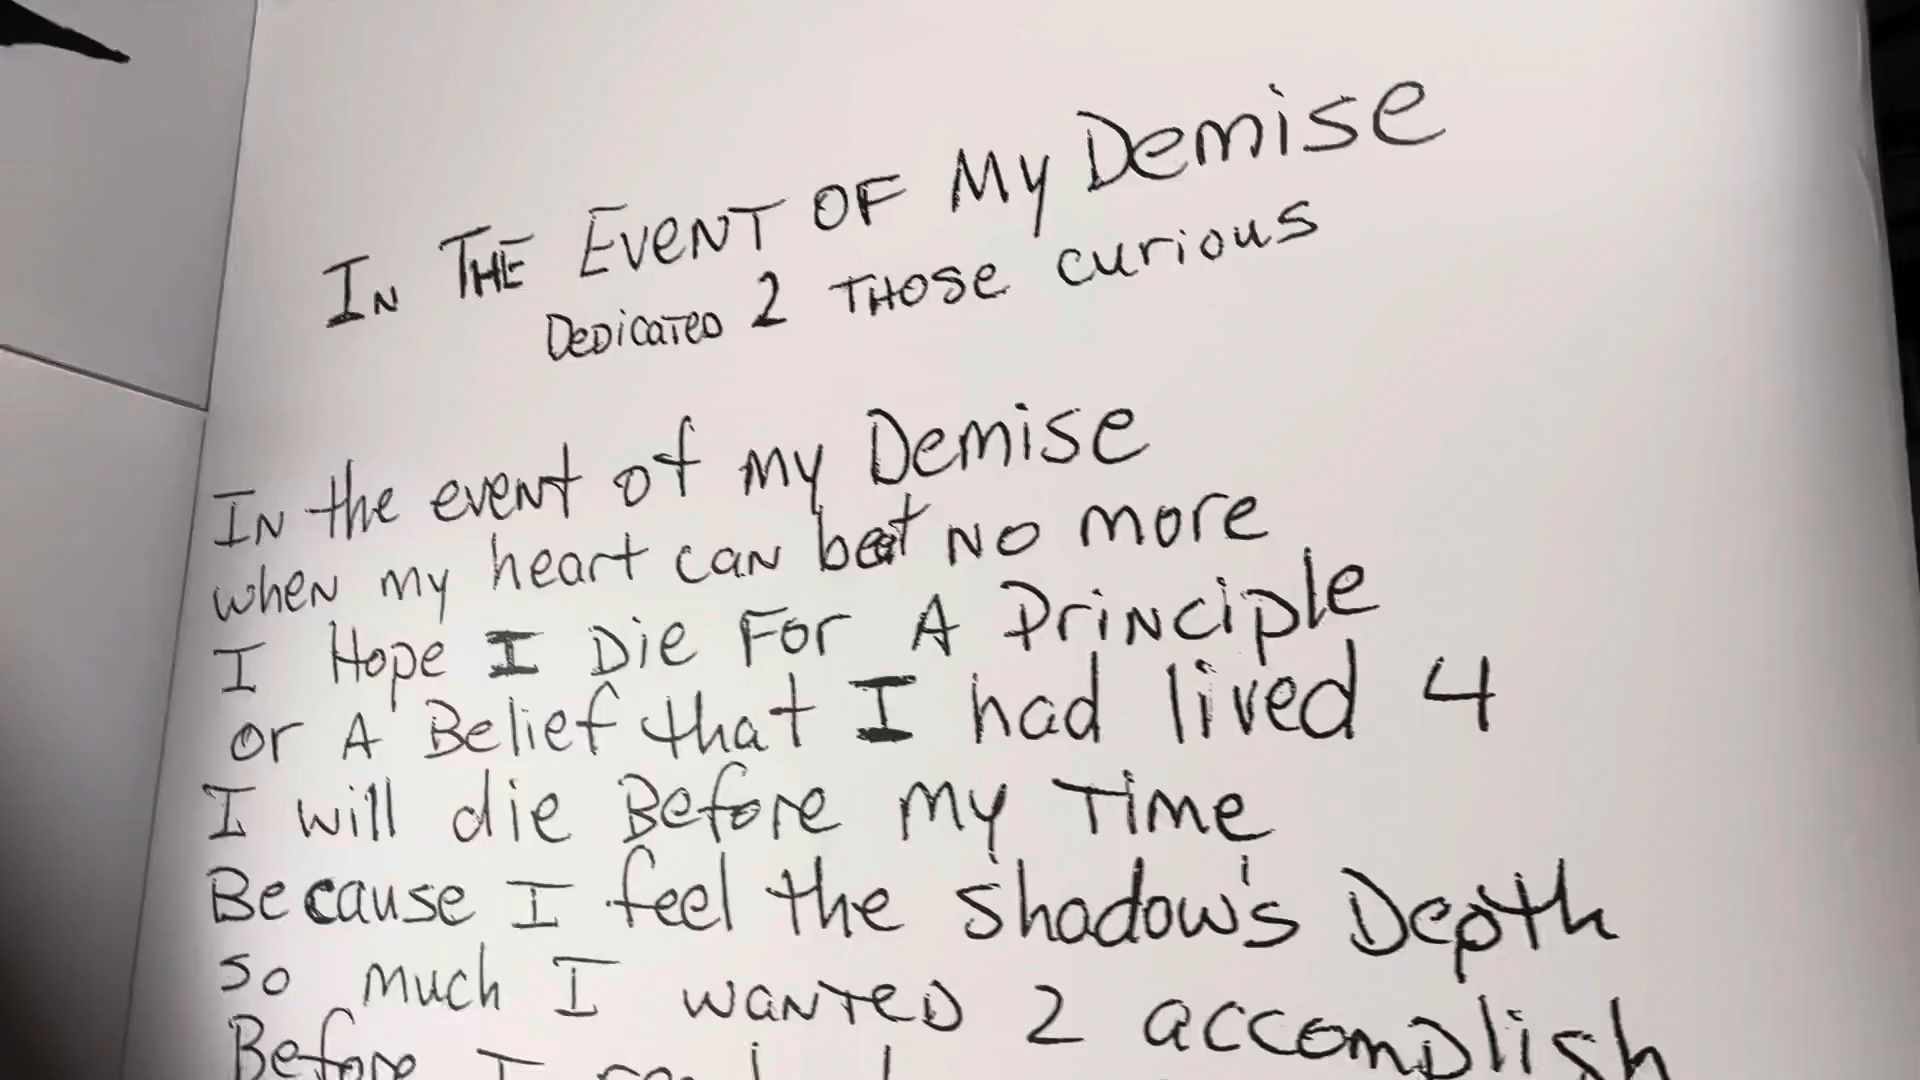 IN THE EVENT OF My Demise
Dedicated 2 THOSE curious
IN the event of my Demise
when my heart can beat NO more
I Hope I Die For A Principle
or A Belief that I had lived 4
I will die Before my Time
Because I feel the shadow's Depth
so much I wanted 2 accomplish
Before I